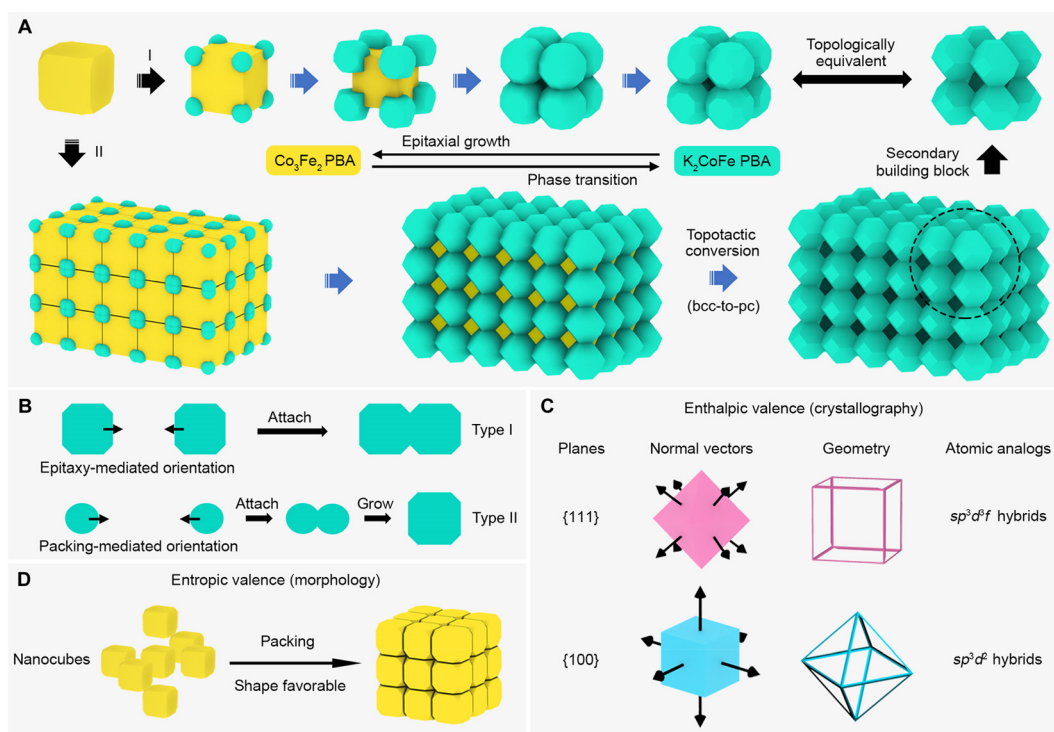 A
I
Topologically
equivalent
II
Epitaxial growth
Co₃Fe₂ PBA
K₂CoFe PBA
Phase transition
Secondary
building block
Topotactic
conversion
(bcc-to-pc)
B
Attach
Type I
Epitaxy-mediated orientation
Attach
Grow
Type II
Packing-mediated orientation
C
Enthalpic valence (crystallography)
Planes
Normal vectors
Geometry
Atomic analogs
{111}
sp³d³f hybrids
{100}
sp³d² hybrids
D
Entropic valence (morphology)
Nanocubes
Packing
Shape favorable